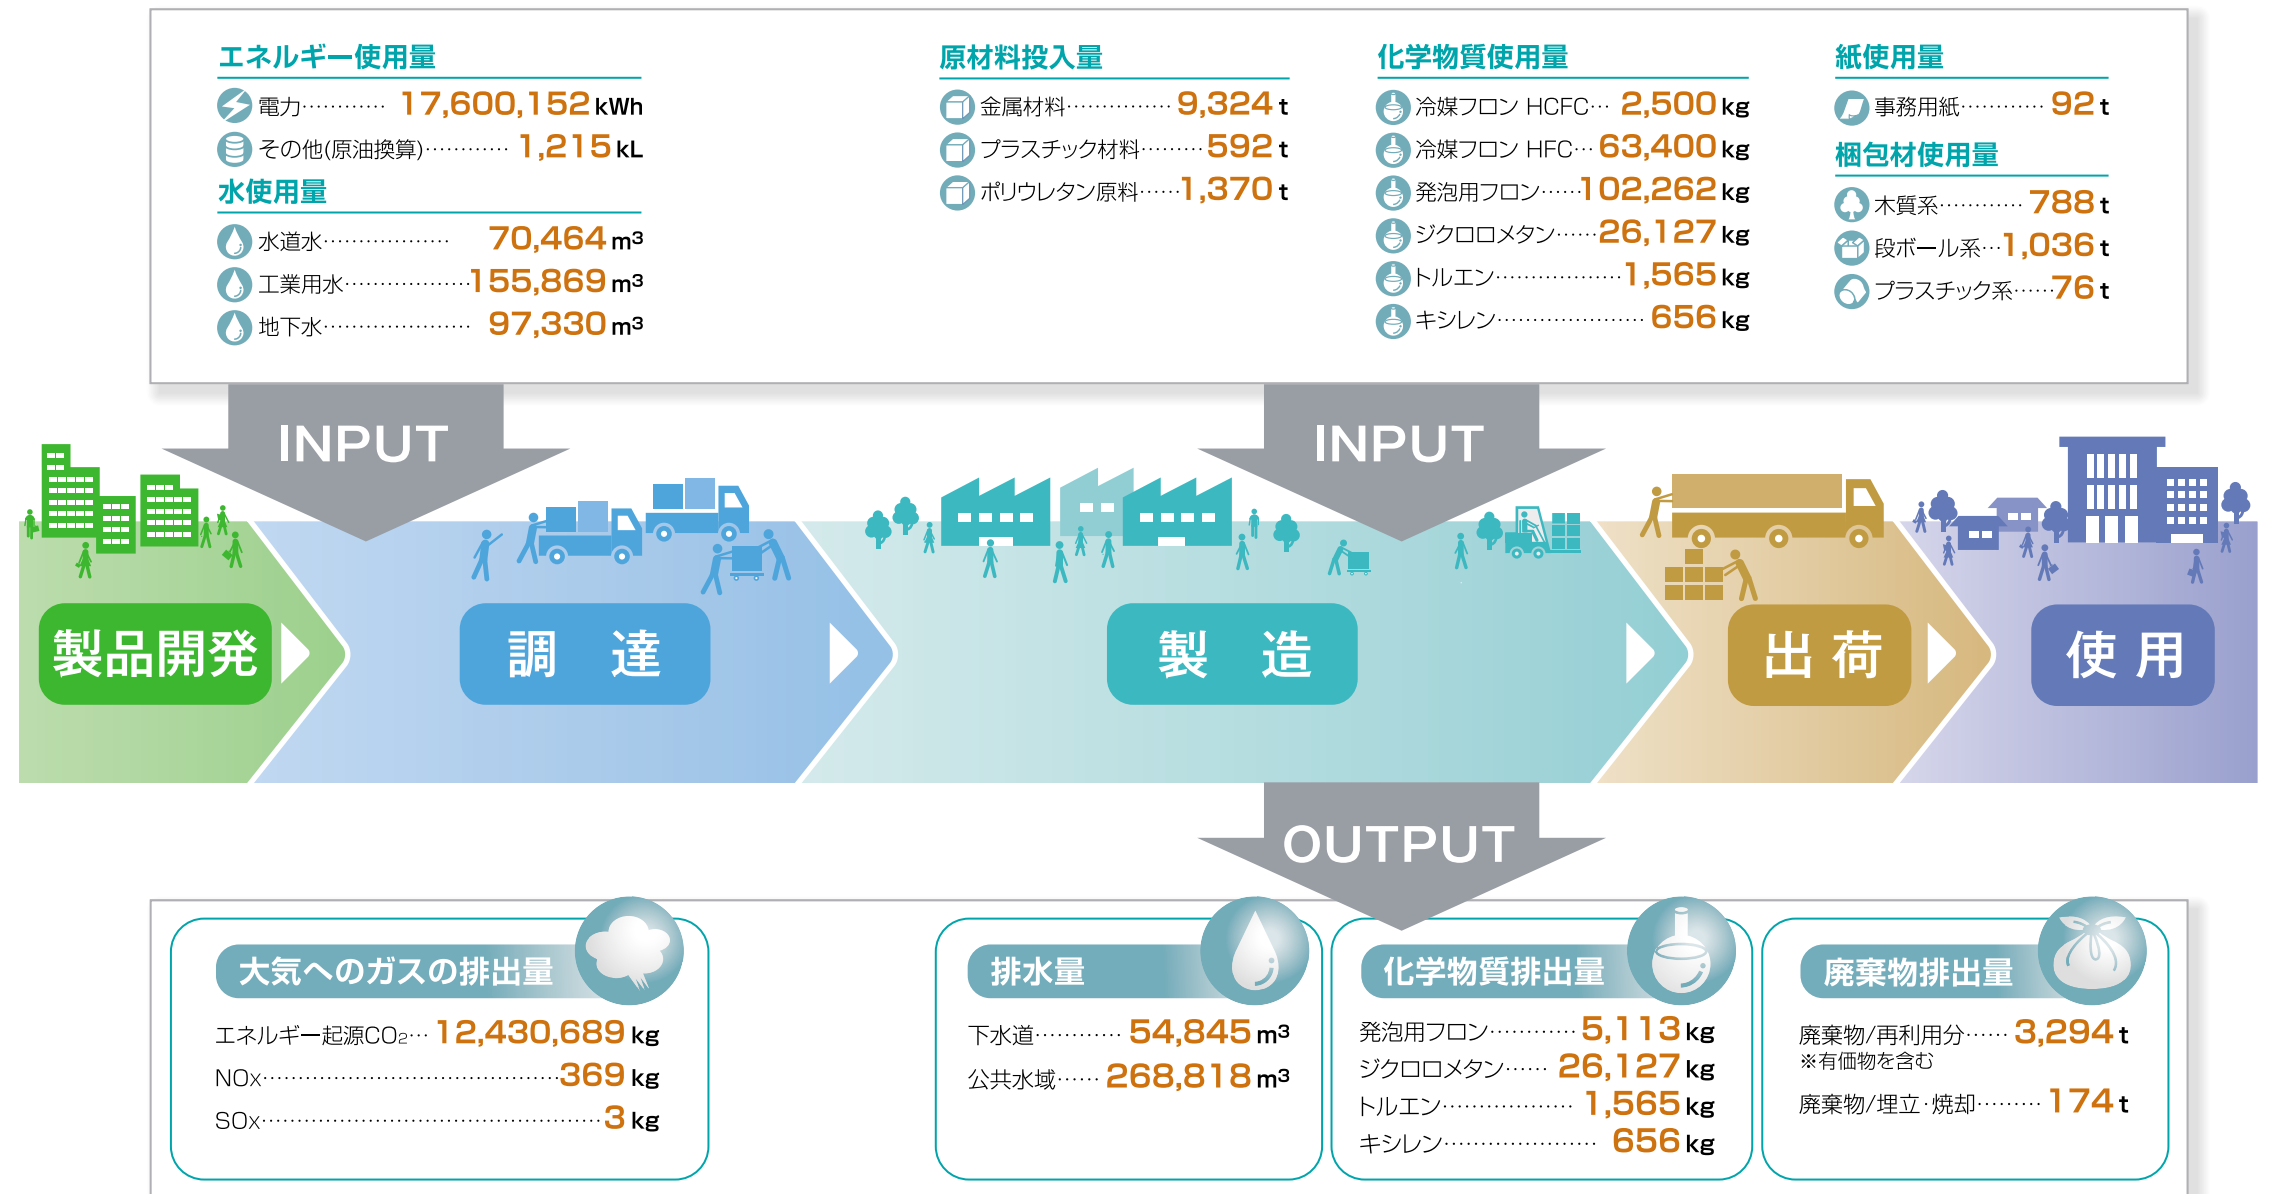 エネルギー使用量
電力………… 17,600,152 kWh
その他(原油換算)………… 1,215 kL
水使用量
水道水……………… 70,464 m³
工業用水………………155,869 m³
地下水………………… 97,330 m³
原材料投入量
金属材料…………… 9,324 t
プラスチック材料………592 t
ポリウレタン原料……1,370 t
化学物質使用量
冷媒フロン HCFC… 2,500 kg
冷媒フロン HFC… 63,400 kg
発泡用フロン……102,262 kg
ジクロロメタン……26,127 kg
トルエン………………1,565 kg
キシレン………………… 656 kg
紙使用量
事務用紙………… 92 t
梱包材使用量
木質系………… 788 t
段ボール系…1,036 t
プラスチック系……76 t
INPUT
INPUT
製品開発
調 達
製 造
出 荷
使 用
OUTPUT
大気へのガスの排出量
エネルギー起源CO₂… 12,430,689 kg
NOx……………………………………369 kg
SOx………………………………………… 3 kg
排水量
下水道………… 54,845 m³
公共水域…… 268,818 m³
化学物質排出量
発泡用フロン………… 5,113 kg
ジクロロメタン…… 26,127 kg
トルエン……………… 1,565 kg
キシレン………………… 656 kg
廃棄物排出量
廃棄物/再利用分…… 3,294 t
※有価物を含む
廃棄物/埋立・焼却……… 174 t